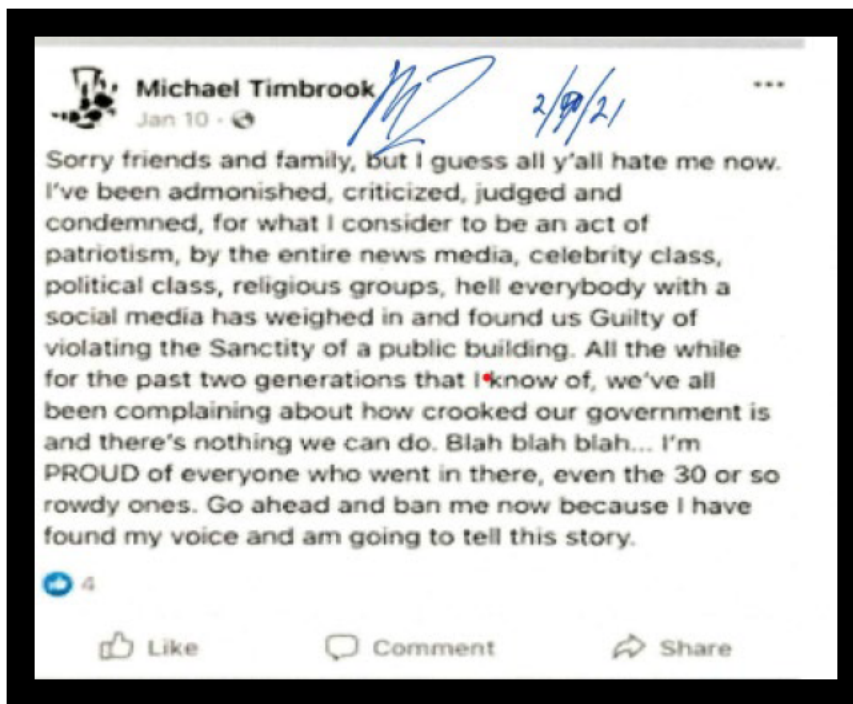 Michael Timbrook
Jan 10 ·
Sorry friends and family, but I guess all y'all hate me now.
I've been admonished, criticized, judged and
condemned, for what I consider to be an act of
patriotism, by the entire news media, celebrity class,
political class, religious groups, hell everybody with a
social media has weighed in and found us Guilty of
violating the Sanctity of a public building. All the while
for the past two generations that I know of, we've all
been complaining about how crooked our government is
and there's nothing we can do. Blah blah blah... I'm
PROUD of everyone who went in there, even the 30 or so
rowdy ones. Go ahead and ban me now because I have
found my voice and am going to tell this story.
4
Like Comment Share